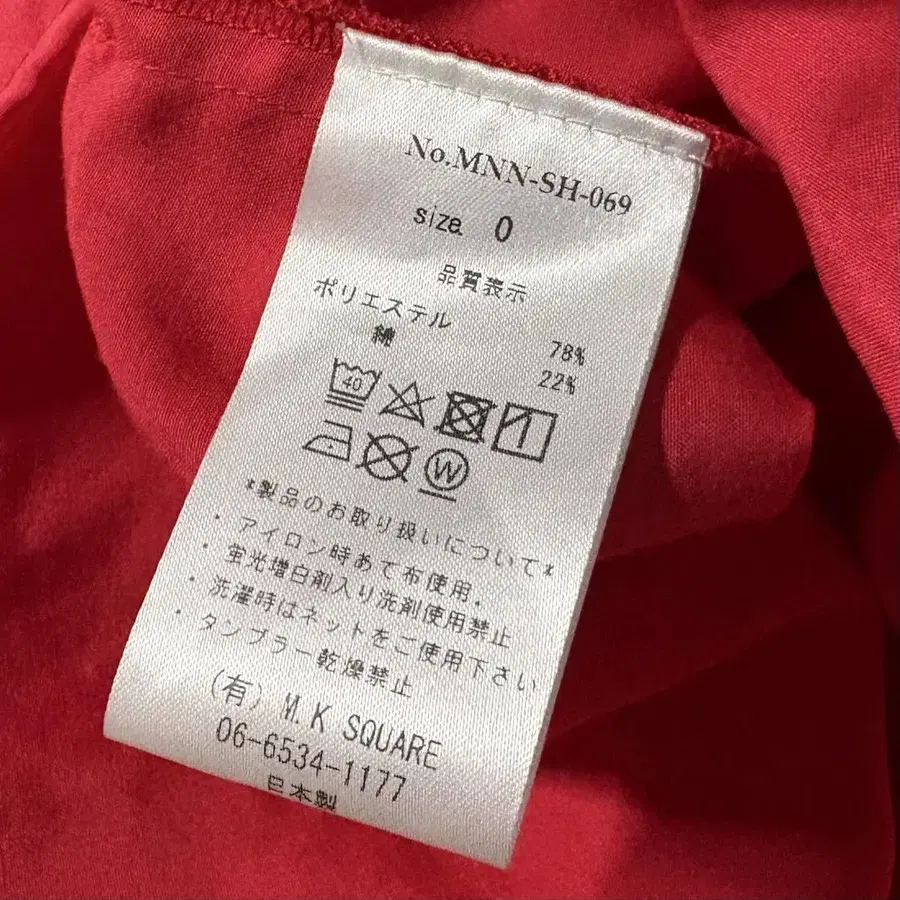 No.MNN-SH-069
size 0
品質表示
ポリエステル 78%
綿 22%
40
W
*製品のお取り扱いについて*
・アイロン時あて布使用.
・蛍光増白剤入り洗剤使用禁止
・洗濯時はネットをご使用下さい
・タンブラー乾燥禁止
(有) M.K SQUARE
06-6534-1177
日本製